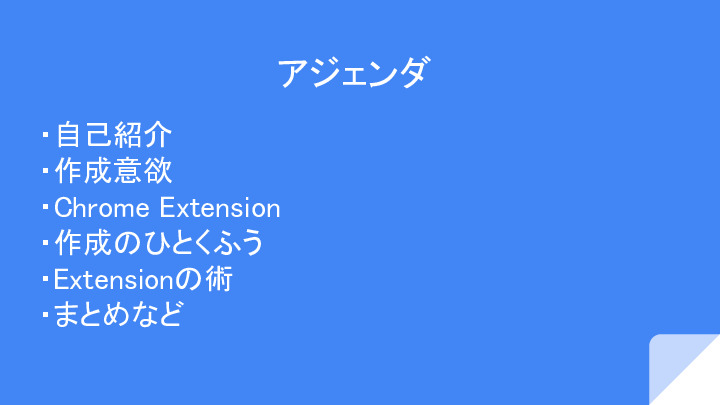 アジェンダ
・自己紹介
・作成意欲
・Chrome Extension
・作成のひとくふう
・Extensionの術
・まとめなど